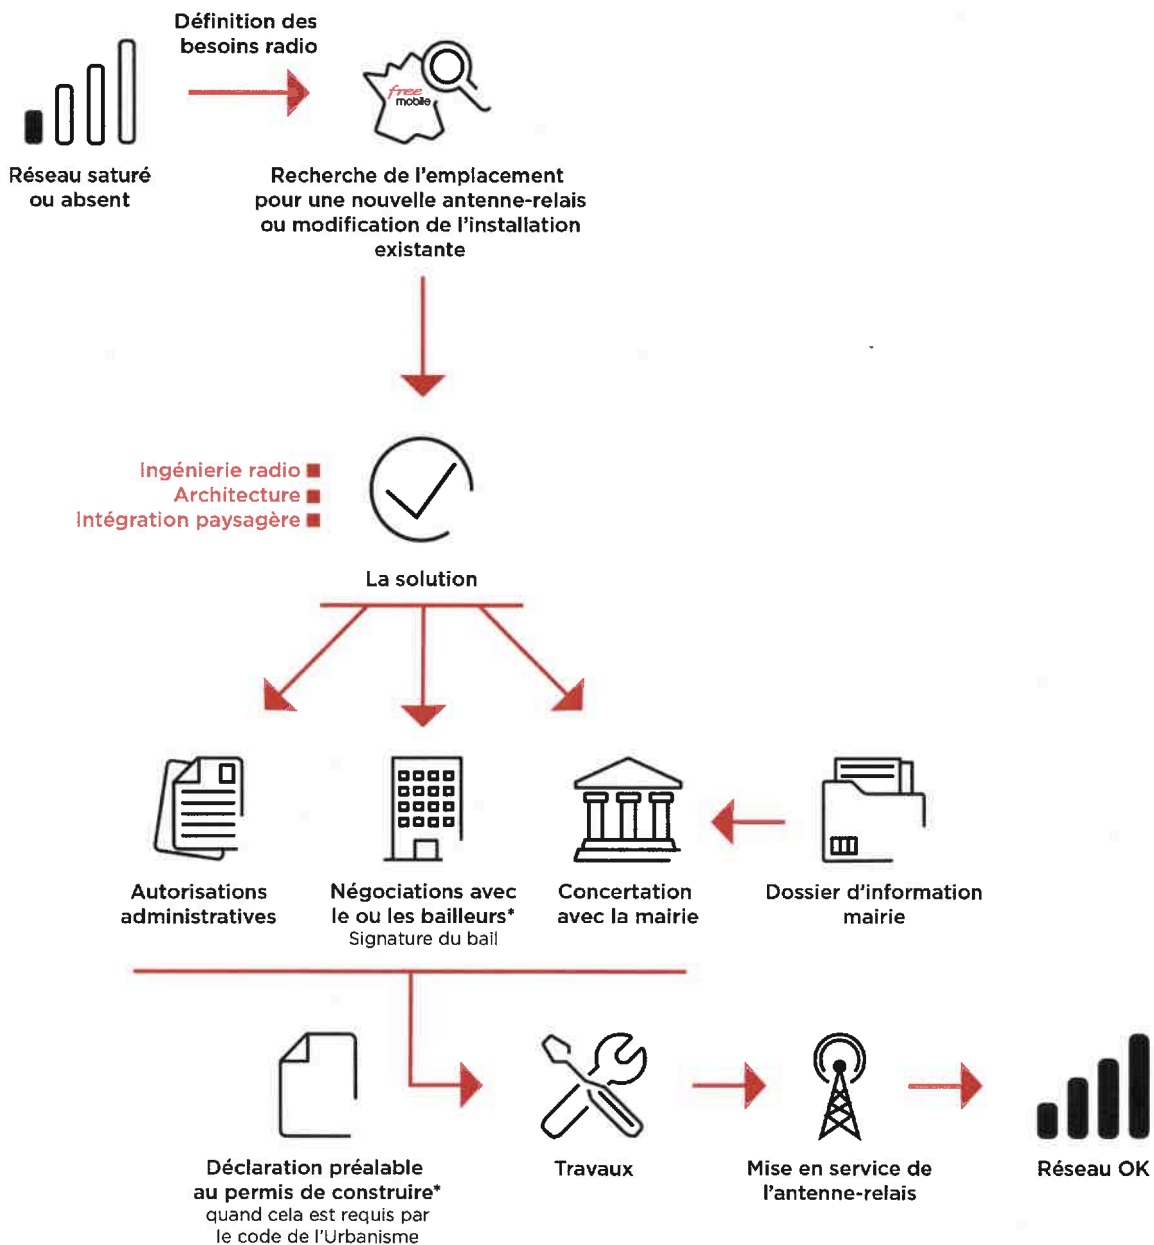 Définition des
besoins radio
free
mobile
Réseau saturé
ou absent
Recherche de l'emplacement
pour une nouvelle antenne-relais
ou modification de l'installation
existante
Ingénierie radio
Architecture
Intégration paysagère
La solution
Autorisations
administratives
Négociations avec
le ou les bailleurs*
Signature du bail
Concertation
avec la mairie
Dossier d'information
mairie
Déclaration préalable
au permis de construire*
quand cela est requis par
le code de l'Urbanisme
Travaux
Mise en service de
l'antenne-relais
Réseau OK